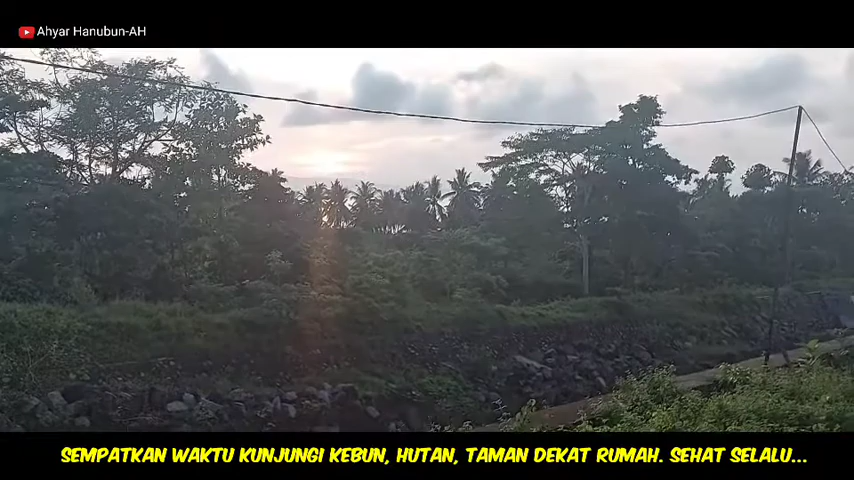 Ahyar Hanubun-AH
SEMPATKAN WAKTU KUNJUNGI KEBUN, HUTAN, TAMAN DEKAT RUMAH. SEHAT SELALU...